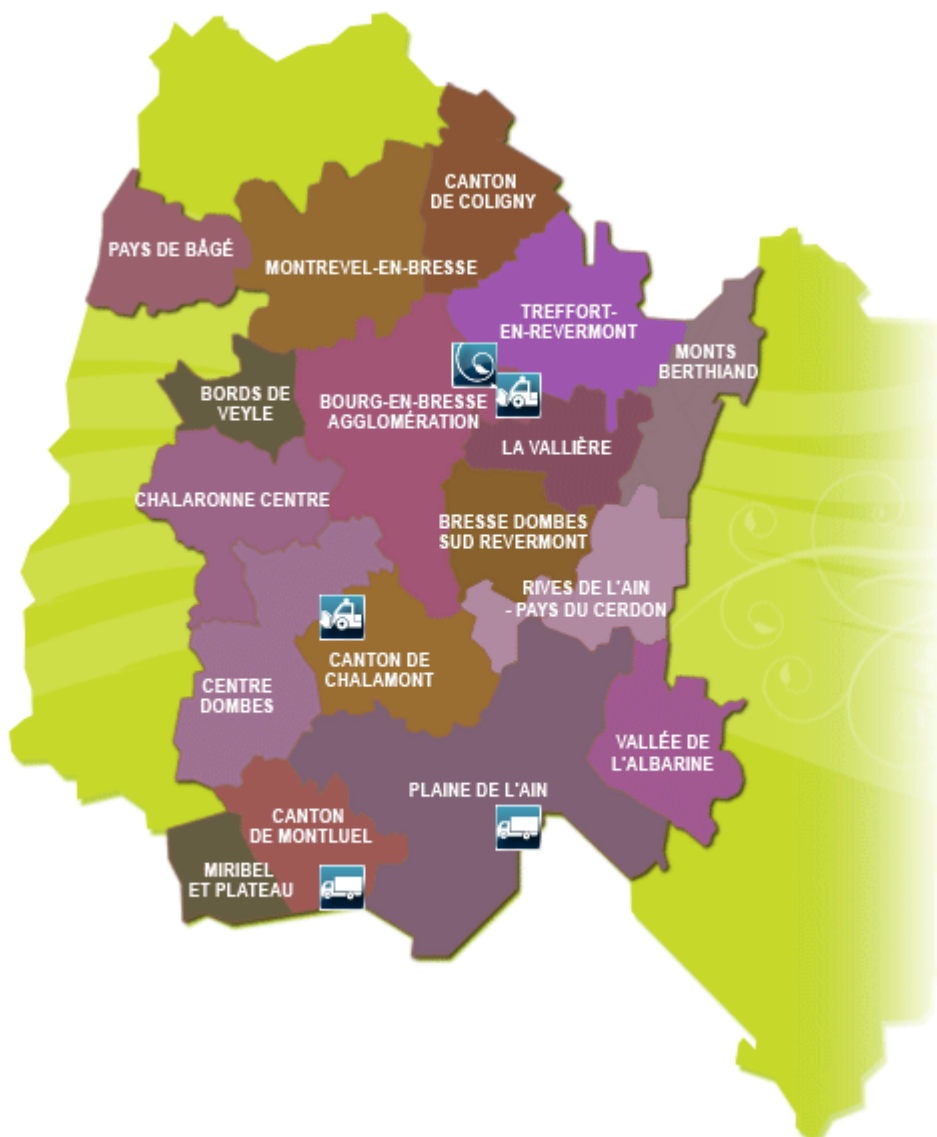 CANTON
DE COLIGNY
PAYS DE BÂGÉ
MONTREVEL-EN-BRESSE
TREFFORT-
EN-REVERMONT
MONTS
BERTHIAND
BORDS DE
VEYLE
BOURG-EN-BRESSE
AGGLOMÉRATION
LA VALLIÈRE
CHALARONNE CENTRE
BRESSE DOMBES
SUD REVERMONT
RIVES DE L'AIN
- PAYS DU CERDON
CANTON DE
CHALAMONT
CENTRE
DOMBES
VALLÉE DE
L'ALBARINE
PLAINE DE L'AIN
CANTON
DE MONTLUEL
MIRIBEL
ET PLATEAU